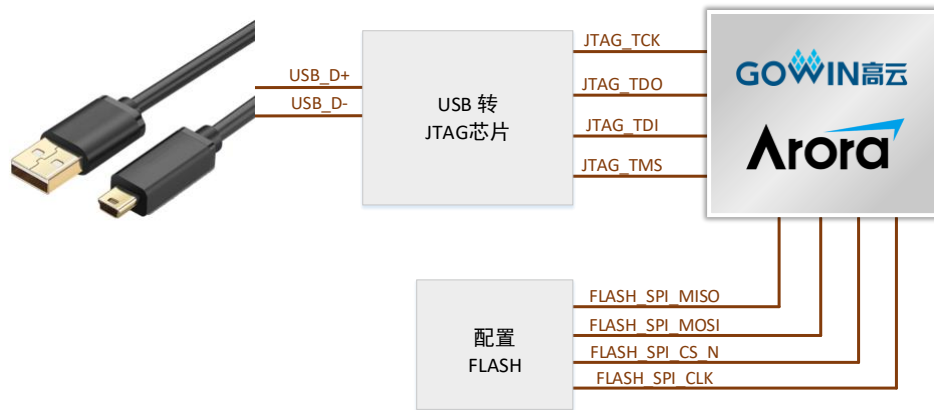 USB_D+
USB_D-
USB 转
JTAG芯片
JTAG_TCK
JTAG_TDO
JTAG_TDI
JTAG_TMS
GOWIN高云
Arora
配置
FLASH
FLASH_SPI_MISO
FLASH_SPI_MOSI
FLASH_SPI_CS_N
FLASH_SPI_CLK